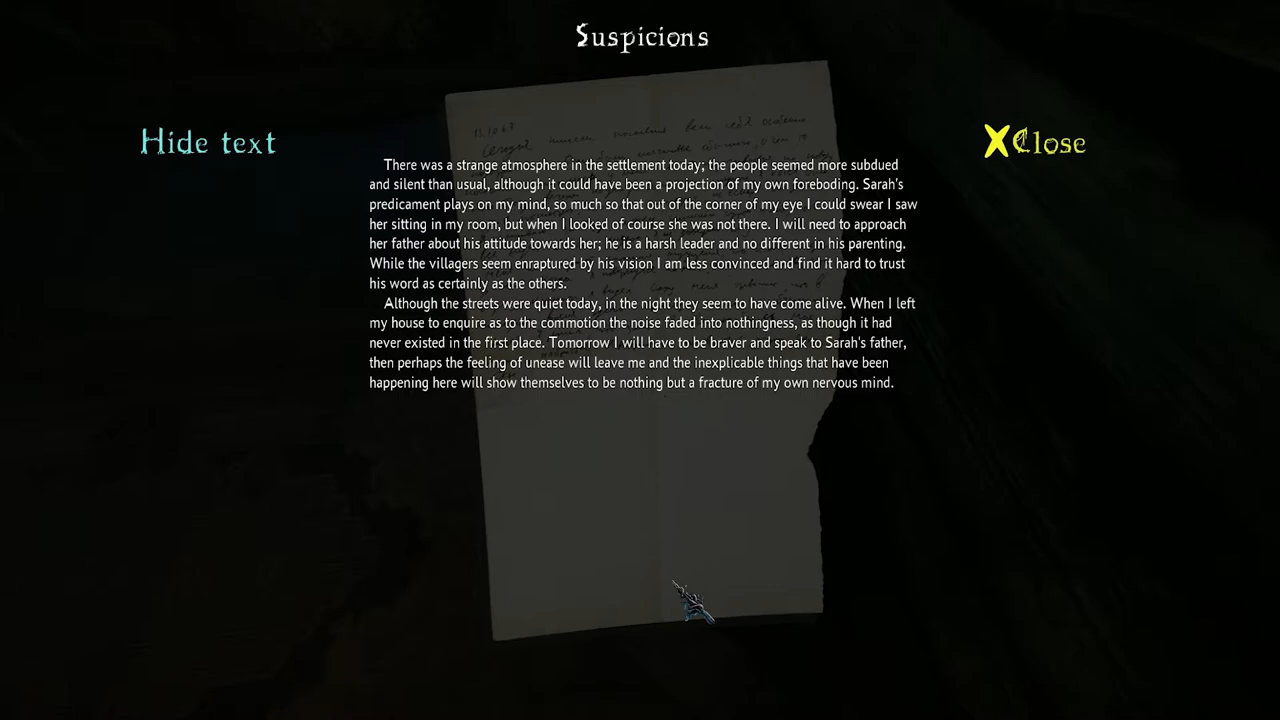 Suspicions
Hide text
Close
There was a strange atmosphere in the settlement today; the people seemed more subdued
and silent than usual, although it could have been a projection of my own foreboding. Sarah's
predicament plays on my mind, so much so that out of the corner of my eye I could swear I saw
her sitting in my room, but when I looked of course she was not there. I will need to approach
her father about his attitude towards her; he is a harsh leader and no different in his parenting.
While the villagers seem enraptured by his vision I am less convinced and find it hard to trust
his word as certainly as the others.
Although the streets were quiet today, in the night they seem to have come alive. When I left
my house to enquire as to the commotion the noise faded into nothingness, as though it had
never existed in the first place. Tomorrow I will have to be braver and speak to Sarah's father,
then perhaps the feeling of unease will leave me and the inexplicable things that have been
happening here will show themselves to be nothing but a fracture of my own nervous mind.